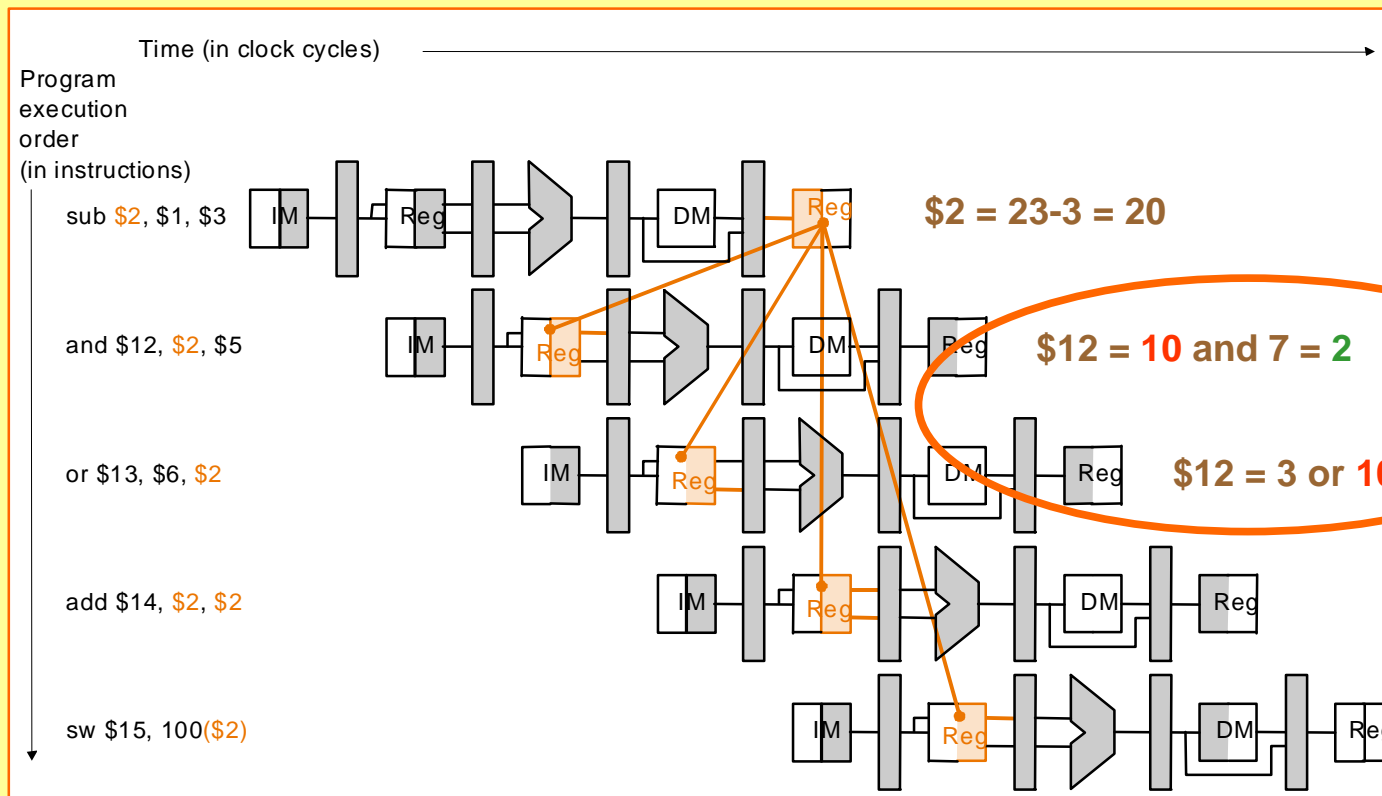 Time (in clock cycles)
Program
execution
order
(in instructions)
sub $2, $1, $3
IM
Reg
DM
Reg
$2 = 23-3 = 20
and $12, $2, $5
IM
Reg
DM
Reg
$12 = 10 and 7 = 2
or $13, $6, $2
IM
Reg
DM
Reg
$12 = 3 or 10
add $14, $2, $2
IM
Reg
DM
Reg
sw $15, 100($2)
IM
Reg
DM
Reg